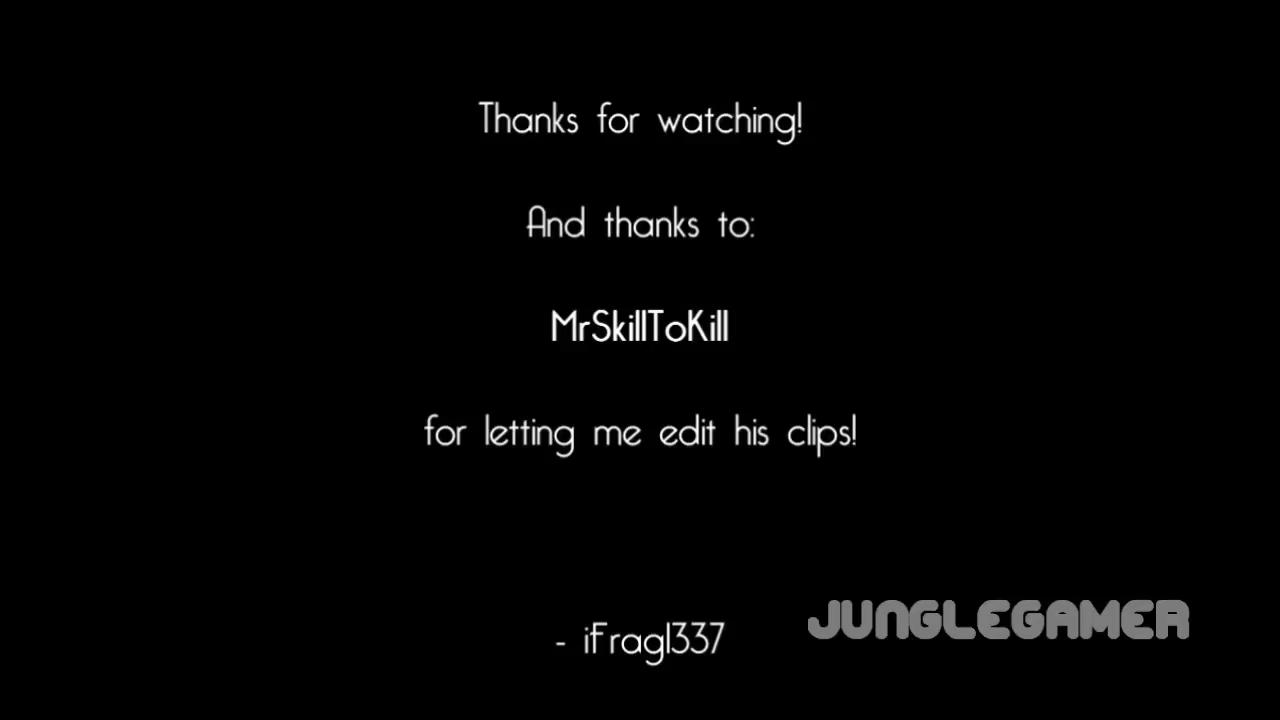 Thanks for watching!
And thanks to:
MrSkillToKill
for letting me edit his clips!
- iFrag1337
JUNGLEGAMER